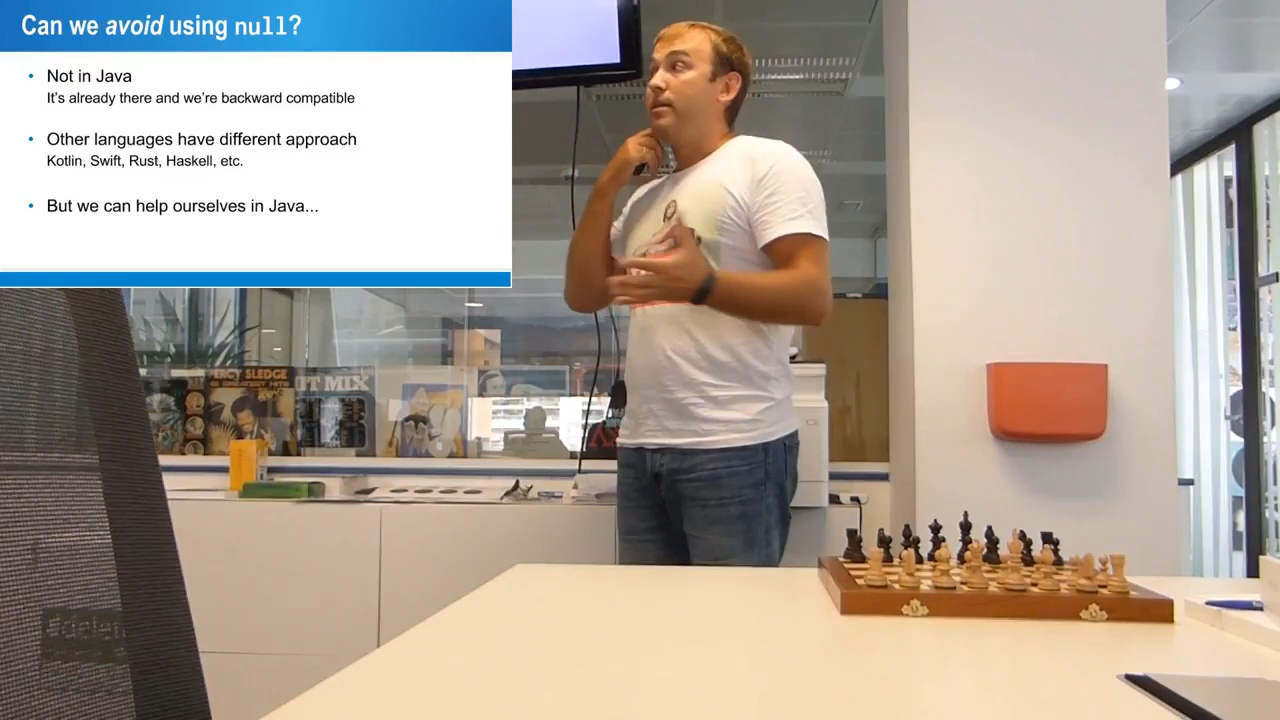 Can we avoid using null?
• Not in Java
It's already there and we're backward compatible
• Other languages have different approach
Kotlin, Swift, Rust, Haskell, etc.
• But we can help ourselves in Java...
PERCY SLEDGE
HIT MIX